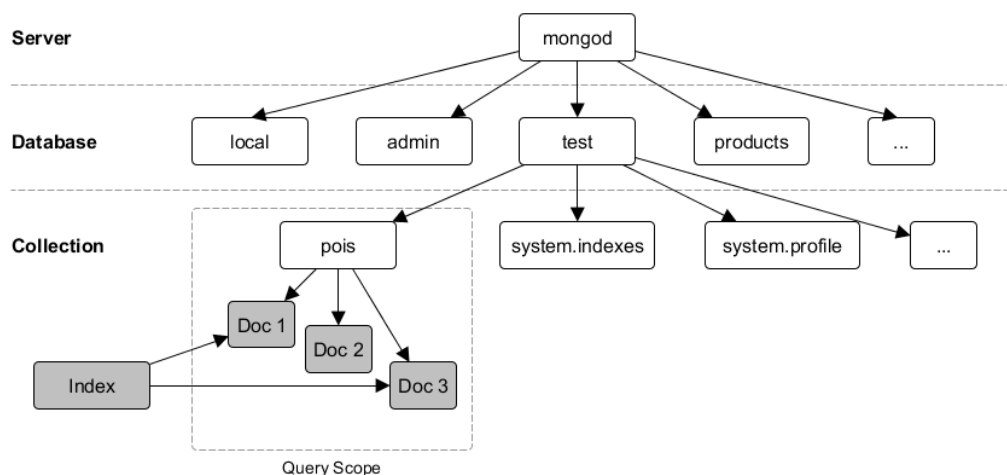 Server
mongod
Database
local
admin
test
products
...
Collection
pois
system.indexes
system.profile
...
Doc 1
Doc 2
Index
Doc 3
Query Scope